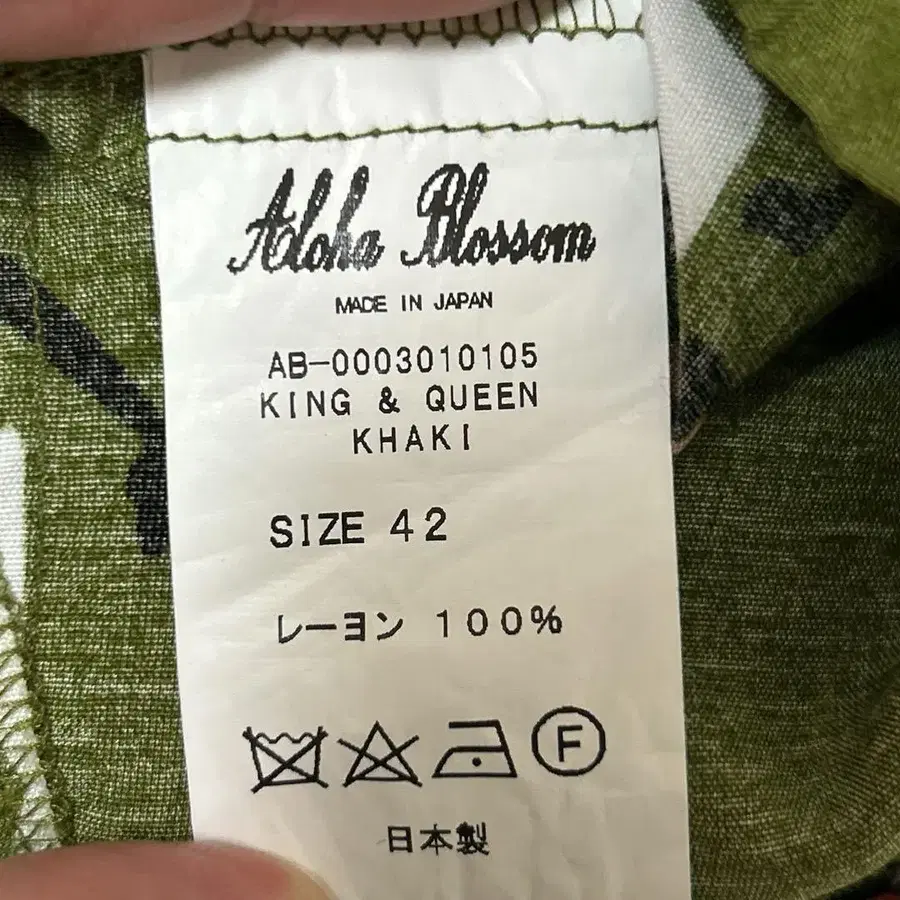 Aloha Blossom
MADE IN JAPAN
AB-0003010105
KING & QUEEN
KHAKI
SIZE 42
レーヨン 100%
F
日本製